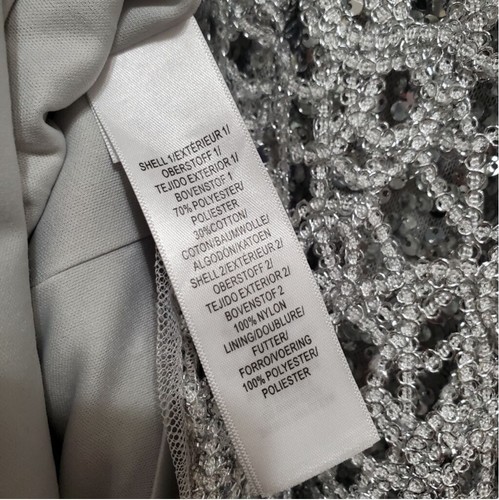 SHELL 1/EXTÉRIEUR 1/
OBERSTOFF 1/
TEJIDO EXTERIOR 1/
BOVENSTOF 1
70% POLYESTER/
POLIESTER
30%COTTON/
COTON/BAUMWOLLE/
ALGODON/KATOEN
SHELL 2/EXTÉRIEUR 2/
OBERSTOFF 2/
TEJIDO EXTERIOR 2/
BOVENSTOF 2
100% NYLON
LINING/DOUBLURE/
FUTTER/
FORRO/VOERING
100% POLYESTER/
POLIESTER